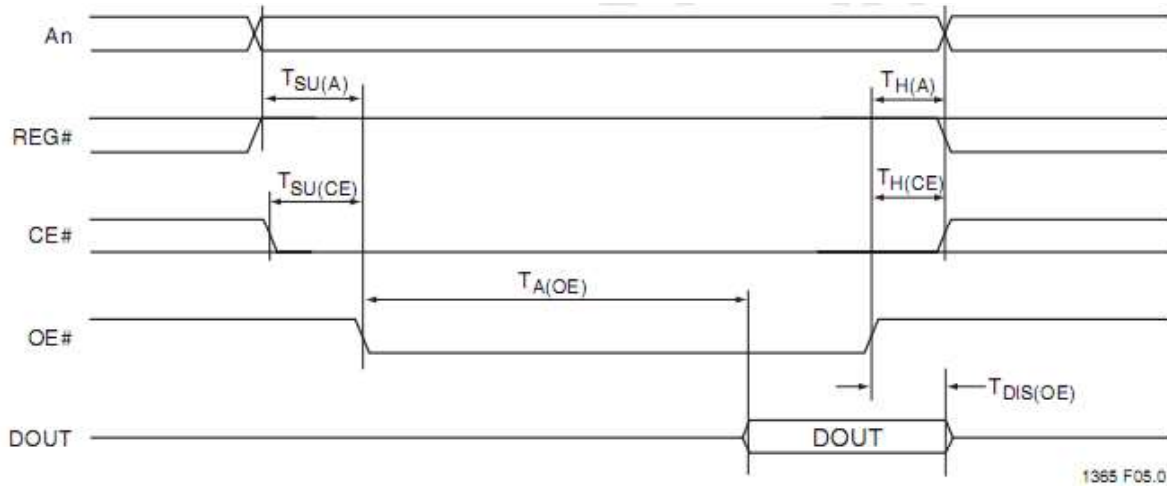 An
TSU(A)
TH(A)
REG#
TSU(CE)
TH(CE)
CE#
TA(OE)
OE#
TDIS(OE)
DOUT
DOUT
1365 F05.0